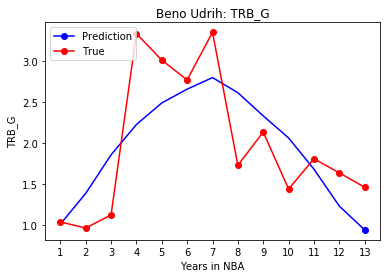 Beno Udrih: TRB_G
Prediction
True
3.0
2.5
2.0
1.5
1.0
TRB_G
1 2 3 4 5 6 7 8 9 10 11 12 13
Years in NBA